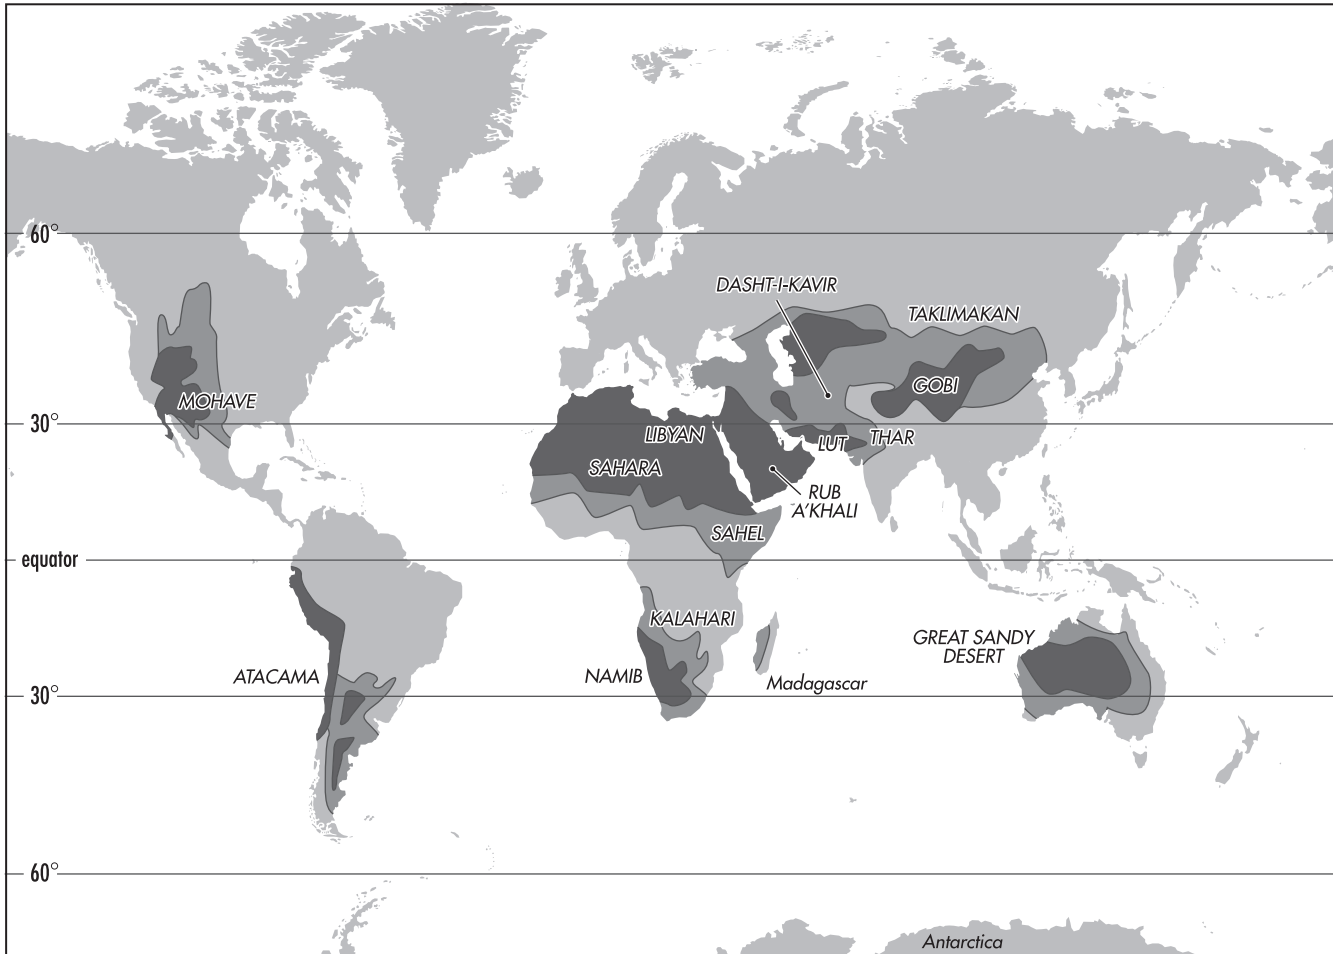 60°
DASHT-I-KAVIR
TAKLIMAKAN
GOBI
MOHAVE
30°
LIBYAN
LUT
THAR
SAHARA
RUB
A'KHALI
SAHEL
equator
KALAHARI
GREAT SANDY
DESERT
ATACAMA
NAMIB
Madagascar
30°
60°
Antarctica